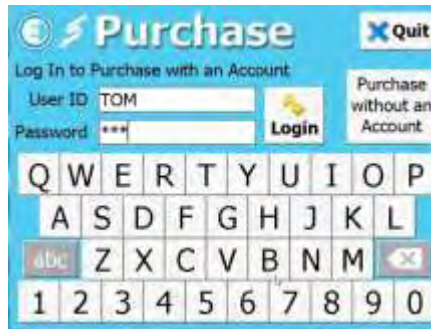 Purchase
Quit
Log In to Purchase with an Account
User ID TOM
Password ***
Login
Purchase
without an
Account
Q W E R T Y U I O P
A S D F G H J K L
abc Z X C V B N M
1 2 3 4 5 6 7 8 9 0